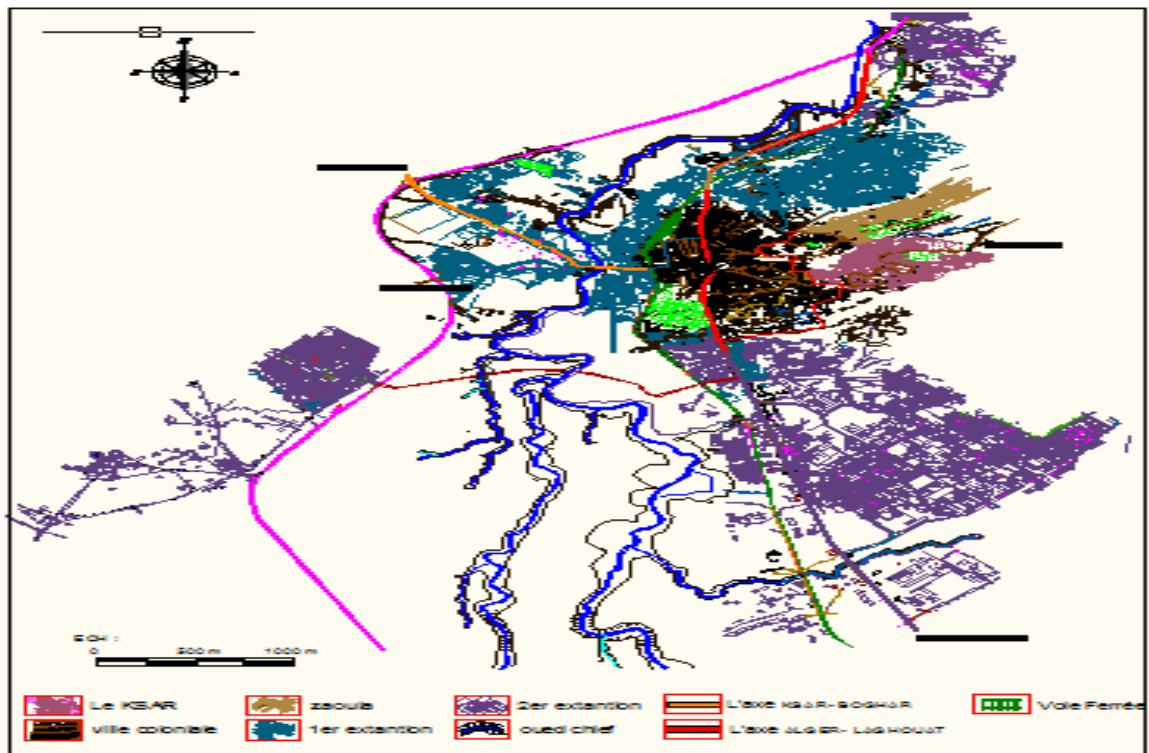 ECH :
0 500 m 1000 m
Le KSAR
zaouia
2er extantion
L'axe KSAR-BOGHAR
Voie Ferrée
ville coloniale
1er extantion
oued chief
L'axe ALGER- LAGHOUAT